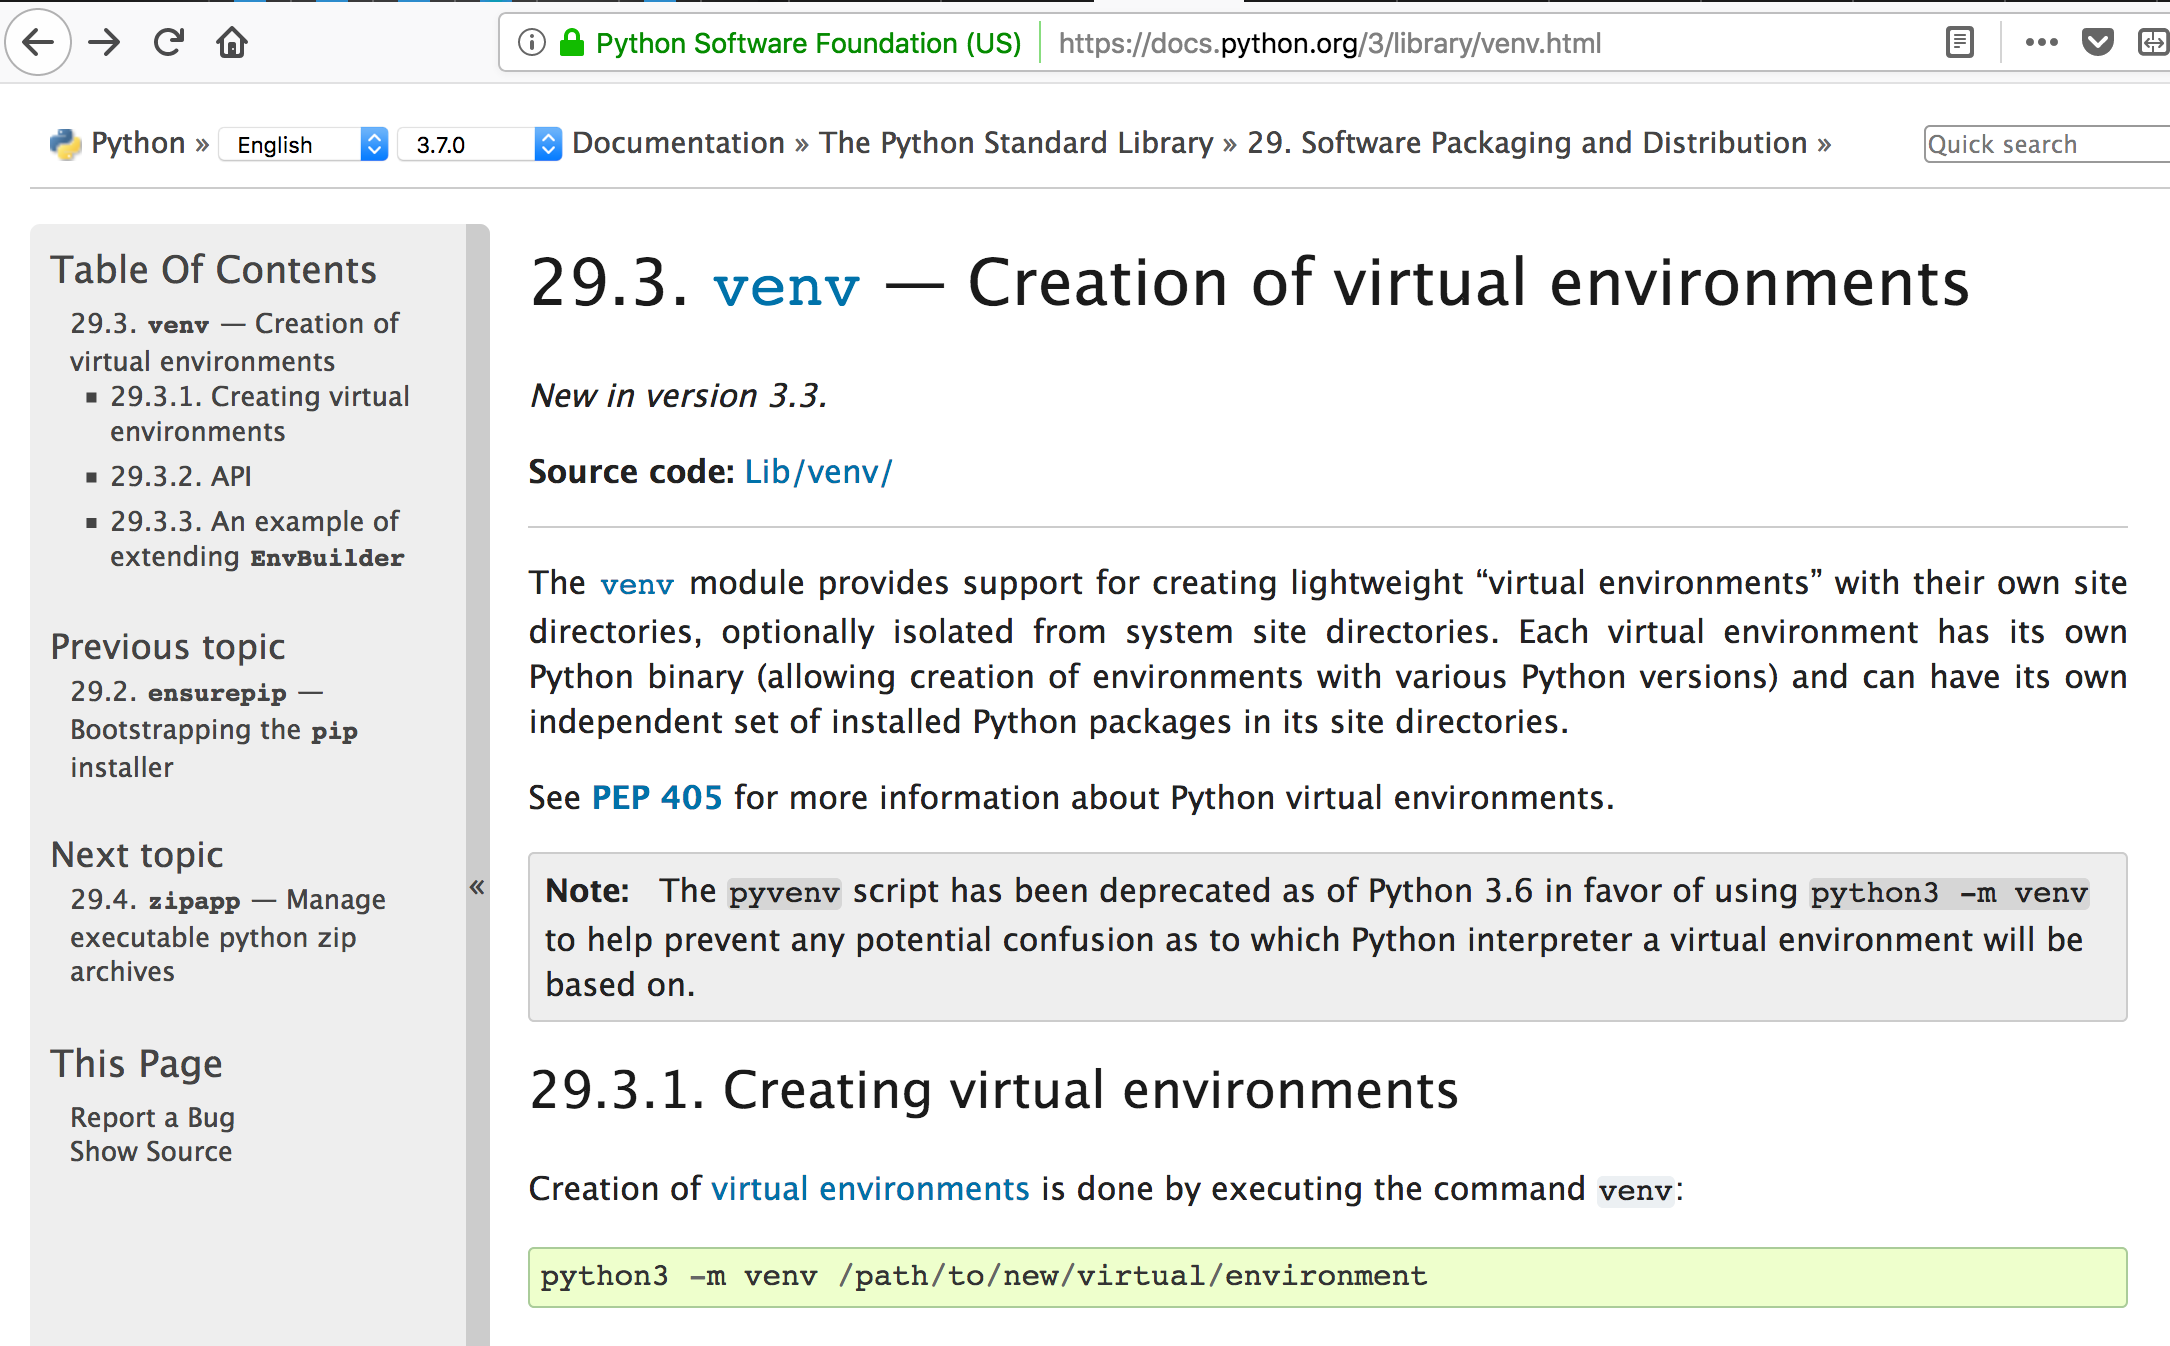 Python Software Foundation (US) https://docs.python.org/3/library/venv.html
Python » English 3.7.0 Documentation » The Python Standard Library » 29. Software Packaging and Distribution » Quick search
Table Of Contents
29.3. venv — Creation of
virtual environments
▪ 29.3.1. Creating virtual
environments
▪ 29.3.2. API
▪ 29.3.3. An example of
extending EnvBuilder
Previous topic
29.2. ensurepip —
Bootstrapping the pip
installer
Next topic
29.4. zipapp — Manage
executable python zip
archives
This Page
Report a Bug
Show Source
«
29.3. venv — Creation of virtual environments
New in version 3.3.
Source code: Lib/venv/
The venv module provides support for creating lightweight “virtual environments” with their own site
directories, optionally isolated from system site directories. Each virtual environment has its own
Python binary (allowing creation of environments with various Python versions) and can have its own
independent set of installed Python packages in its site directories.
See PEP 405 for more information about Python virtual environments.
Note: The pyvenv script has been deprecated as of Python 3.6 in favor of using python3 -m venv
to help prevent any potential confusion as to which Python interpreter a virtual environment will be
based on.
29.3.1. Creating virtual environments
Creation of virtual environments is done by executing the command venv:
python3 -m venv /path/to/new/virtual/environment